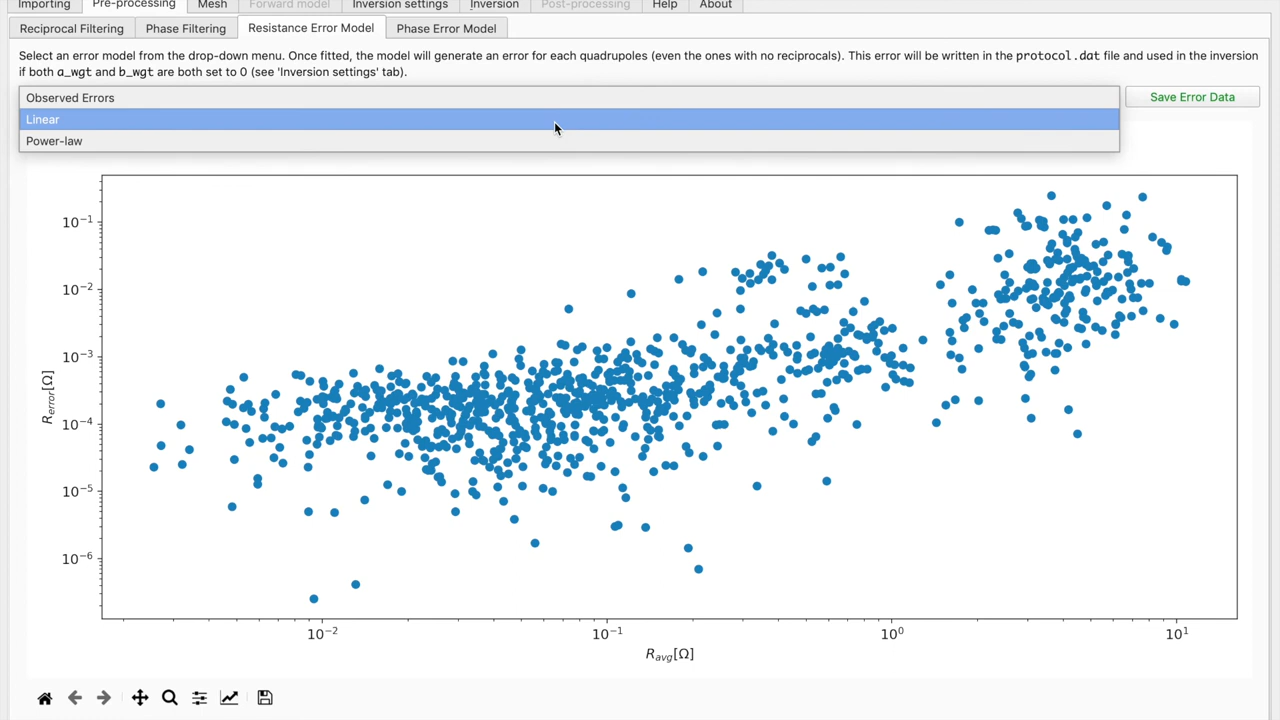 Importing Pre-processing Mesh Forward model Inversion settings Inversion Post-processing Help About
Reciprocal Filtering Phase Filtering Resistance Error Model Phase Error Model
Select an error model from the drop-down menu. Once fitted, the model will generate an error for each quadrupoles (even the ones with no reciprocals). This error will be written in the protocol.dat file and used in the inversion
if both a_wgt and b_wgt are both set to 0 (see 'Inversion settings' tab).
Observed Errors
Save Error Data
Linear
Power-law
10⁻¹
10⁻²
10⁻³
10⁻⁴
10⁻⁵
10⁻⁶
R_error[Ω]
10⁻² 10⁻¹ 10⁰ 10¹
R_avg[Ω]